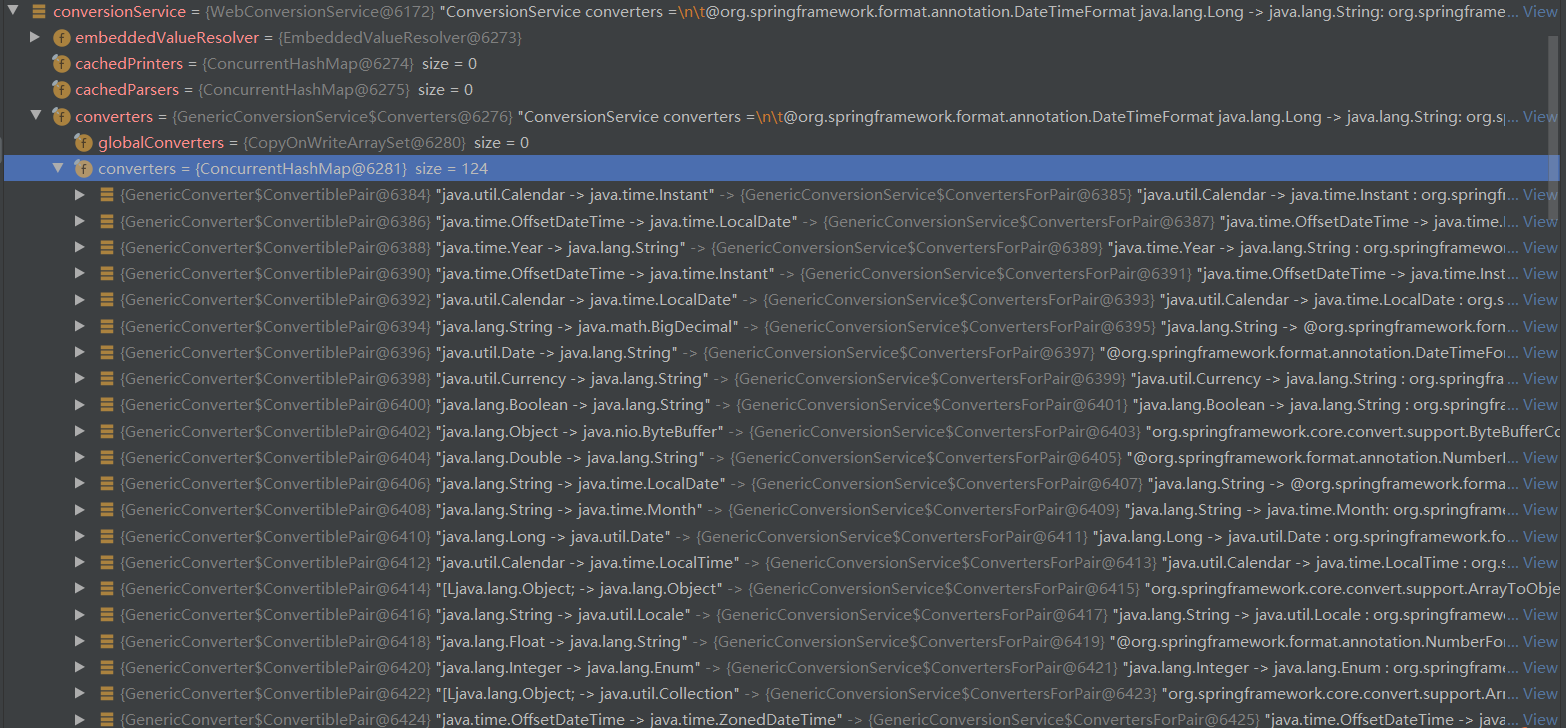 conversionService = {WebConversionService@6172} "ConversionService converters =\n\t@org.springframework.format.annotation.DateTimeFormat java.lang.Long -> java.lang.String: org.springframe... View
f embeddedValueResolver = {EmbeddedValueResolver@6273}
f cachedPrinters = {ConcurrentHashMap@6274} size = 0
f cachedParsers = {ConcurrentHashMap@6275} size = 0
f converters = {GenericConversionService$Converters@6276} "ConversionService converters =\n\t@org.springframework.format.annotation.DateTimeFormat java.lang.Long -> java.lang.String: org.s... View
f globalConverters = {CopyOnWriteArraySet@6280} size = 0
f converters = {ConcurrentHashMap@6281} size = 124
{GenericConverter$ConvertiblePair@6384} "java.util.Calendar -> java.time.Instant" -> {GenericConversionService$ConvertersForPair@6385} "java.util.Calendar -> java.time.Instant : org.springf... View
{GenericConverter$ConvertiblePair@6386} "java.time.OffsetDateTime -> java.time.LocalDate" -> {GenericConversionService$ConvertersForPair@6387} "java.time.OffsetDateTime -> java.time.... View
{GenericConverter$ConvertiblePair@6388} "java.time.Year -> java.lang.String" -> {GenericConversionService$ConvertersForPair@6389} "java.time.Year -> java.lang.String : org.springframewo... View
{GenericConverter$ConvertiblePair@6390} "java.time.OffsetDateTime -> java.time.Instant" -> {GenericConversionService$ConvertersForPair@6391} "java.time.OffsetDateTime -> java.time.Inst... View
{GenericConverter$ConvertiblePair@6392} "java.util.Calendar -> java.time.LocalDate" -> {GenericConversionService$ConvertersForPair@6393} "java.util.Calendar -> java.time.LocalDate : org.s... View
{GenericConverter$ConvertiblePair@6394} "java.lang.String -> java.math.BigDecimal" -> {GenericConversionService$ConvertersForPair@6395} "java.lang.String -> @org.springframework.forn... View
{GenericConverter$ConvertiblePair@6396} "java.util.Date -> java.lang.String" -> {GenericConversionService$ConvertersForPair@6397} "@org.springframework.format.annotation.DateTimeFo... View
{GenericConverter$ConvertiblePair@6398} "java.util.Currency -> java.lang.String" -> {GenericConversionService$ConvertersForPair@6399} "java.util.Currency -> java.lang.String : org.springfra... View
{GenericConverter$ConvertiblePair@6400} "java.lang.Boolean -> java.lang.String" -> {GenericConversionService$ConvertersForPair@6401} "java.lang.Boolean -> java.lang.String : org.springfra... View
{GenericConverter$ConvertiblePair@6402} "java.lang.Object -> java.nio.ByteBuffer" -> {GenericConversionService$ConvertersForPair@6403} "org.springframework.core.convert.support.ByteBufferCo
{GenericConverter$ConvertiblePair@6404} "java.lang.Double -> java.lang.String" -> {GenericConversionService$ConvertersForPair@6405} "@org.springframework.format.annotation.Number... View
{GenericConverter$ConvertiblePair@6406} "java.lang.String -> java.time.LocalDate" -> {GenericConversionService$ConvertersForPair@6407} "java.lang.String -> @org.springframework.forma... View
{GenericConverter$ConvertiblePair@6408} "java.lang.String -> java.time.Month" -> {GenericConversionService$ConvertersForPair@6409} "java.lang.String -> java.time.Month: org.springfram... View
{GenericConverter$ConvertiblePair@6410} "java.lang.Long -> java.util.Date" -> {GenericConversionService$ConvertersForPair@6411} "java.lang.Long -> java.util.Date : org.springframework.fo... View
{GenericConverter$ConvertiblePair@6412} "java.util.Calendar -> java.time.LocalTime" -> {GenericConversionService$ConvertersForPair@6413} "java.util.Calendar -> java.time.LocalTime : org.s... View
{GenericConverter$ConvertiblePair@6414} "[Ljava.lang.Object; -> java.lang.Object" -> {GenericConversionService$ConvertersForPair@6415} "org.springframework.core.convert.support.ArrayToObje
{GenericConverter$ConvertiblePair@6416} "java.lang.String -> java.util.Locale" -> {GenericConversionService$ConvertersForPair@6417} "java.lang.String -> java.util.Locale : org.springframew... View
{GenericConverter$ConvertiblePair@6418} "java.lang.Float -> java.lang.String" -> {GenericConversionService$ConvertersForPair@6419} "@org.springframework.format.annotation.NumberFo... View
{GenericConverter$ConvertiblePair@6420} "java.lang.Integer -> java.lang.Enum" -> {GenericConversionService$ConvertersForPair@6421} "java.lang.Integer -> java.lang.Enum : org.springfram... View
{GenericConverter$ConvertiblePair@6422} "[Ljava.lang.Object; -> java.util.Collection" -> {GenericConversionService$ConvertersForPair@6423} "org.springframework.core.convert.support.Arr... View
{GenericConverter$ConvertiblePair@6424} "java.time.OffsetDateTime -> java.time.ZonedDateTime" -> {GenericConversionService$ConvertersForPair@6425} "java.time.OffsetDateTime -> java... View